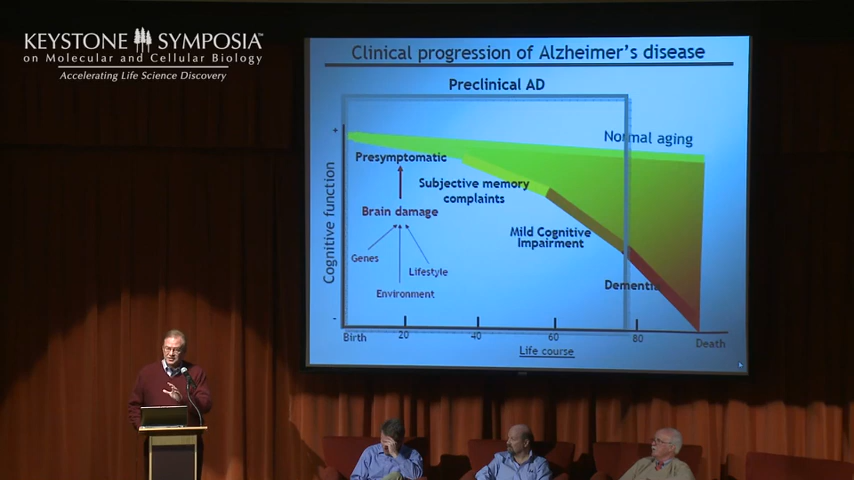 KEYSTONE SYMPOSIA™
on Molecular and Cellular Biology
Accelerating Life Science Discovery
Clinical progression of Alzheimer's disease
Preclinical AD
+
Normal aging
Presymptomatic
Subjective memory
complaints
Brain damage
Mild Cognitive
Impairment
Genes
Lifestyle
Environment
Dementia
Cognitive function
-
Birth
20
40
60
80
Death
Life course